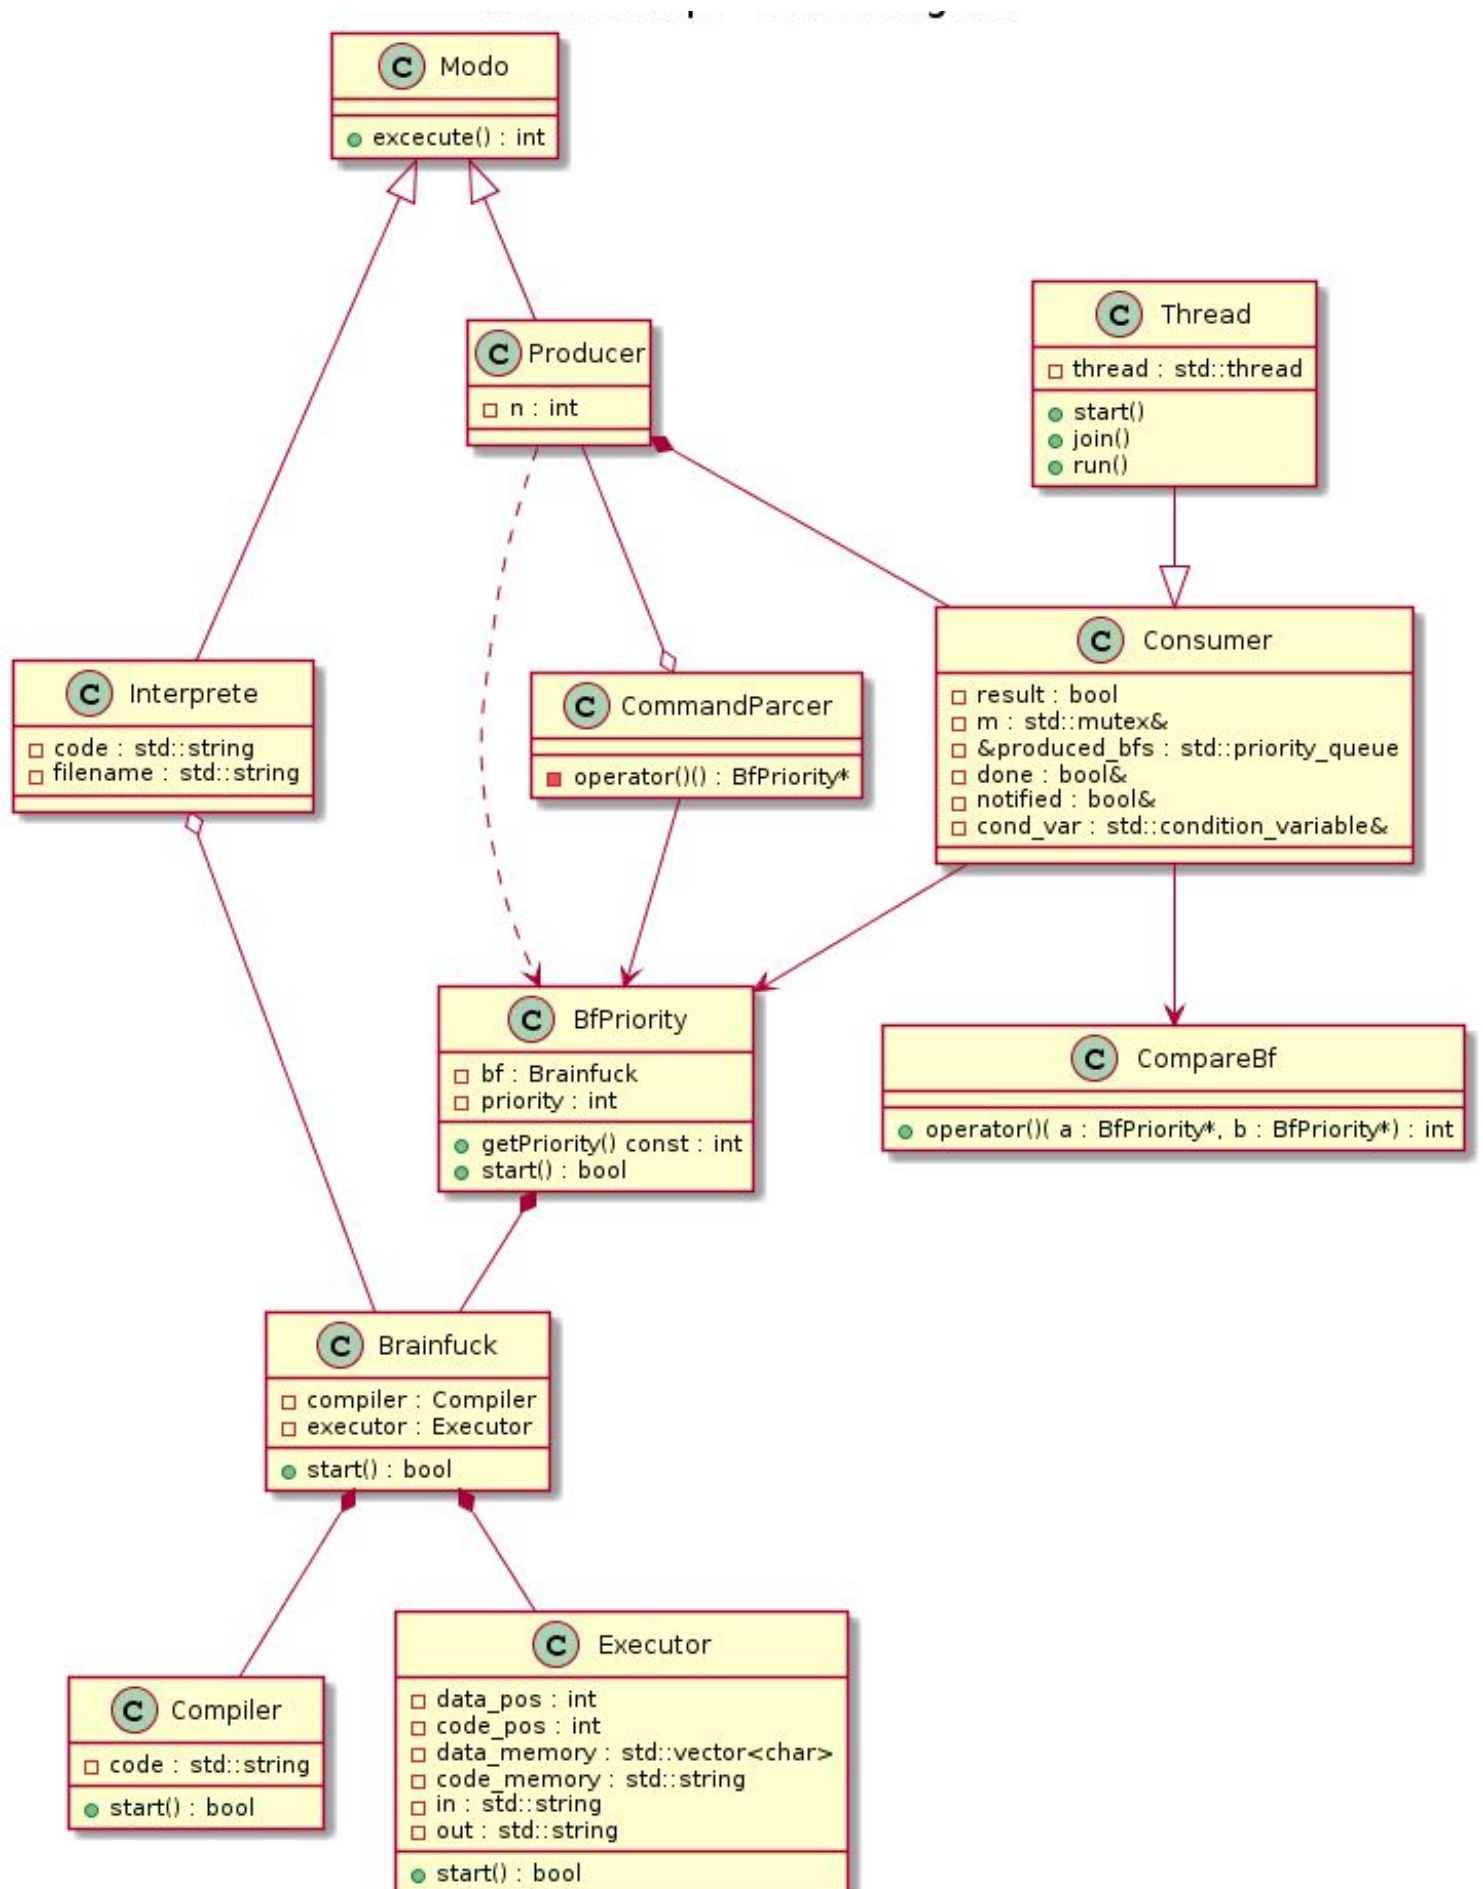 C Modo
excecute() : int
C Producer
n : int
C Thread
thread : std::thread
start()
join()
run()
C Interprete
code : std::string
filename : std::string
C CommandParcer
operator()() : BfPriority*
C Consumer
result : bool
m : std::mutex&
&produced_bfs : std::priority_queue
done : bool&
notified : bool&
cond_var : std::condition_variable&
C BfPriority
bf : Brainfuck
priority : int
getPriority() const : int
start() : bool
C CompareBf
operator()( a : BfPriority*, b : BfPriority*) : int
C Brainfuck
compiler : Compiler
executor : Executor
start() : bool
C Compiler
code : std::string
start() : bool
C Executor
data_pos : int
code_pos : int
data_memory : std::vector<char>
code_memory : std::string
in : std::string
out : std::string
start() : bool